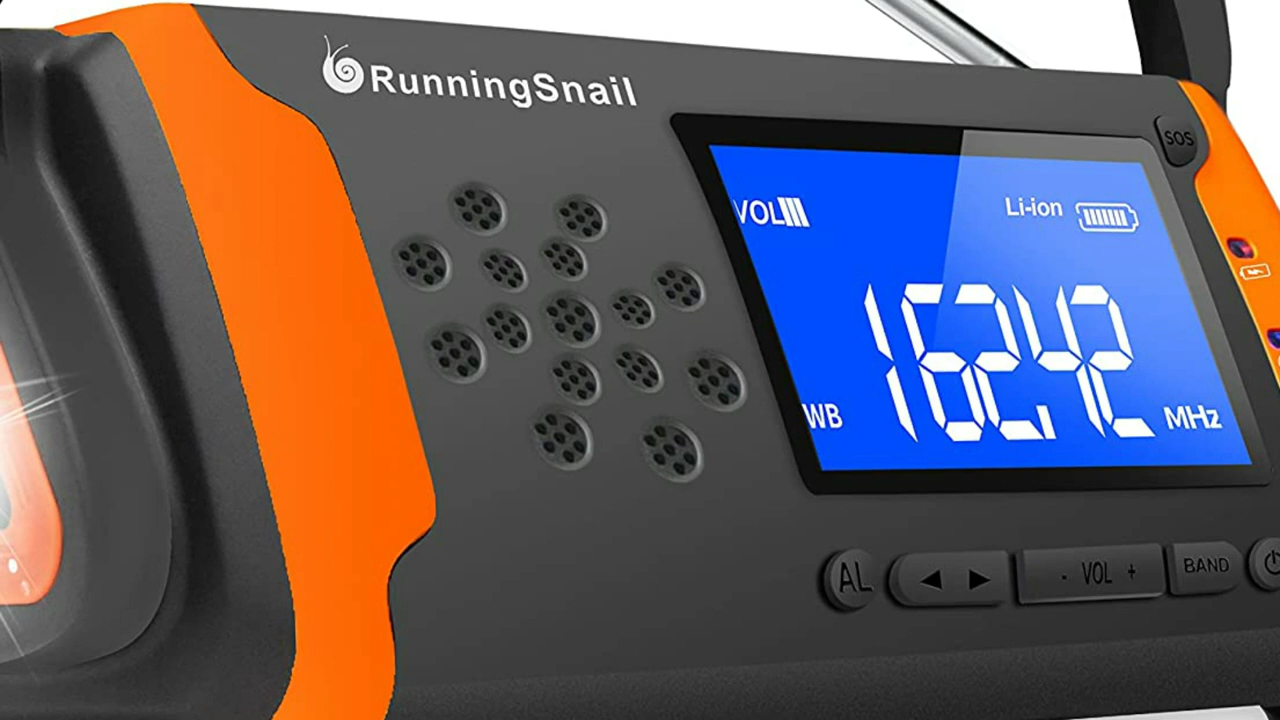 RunningSnail
SOS
VOL
Li-ion
162.42
WB
MHz
AL
- VOL +
BAND